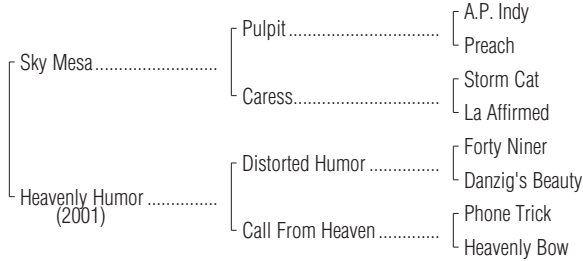 A.P. Indy
Pulpit
Preach
Sky Mesa
Storm Cat
Caress
La Affirmed
Forty Niner
Distorted Humor
Danzig's Beauty
Heavenly Humor
(2001)
Phone Trick
Call From Heaven
Heavenly Bow